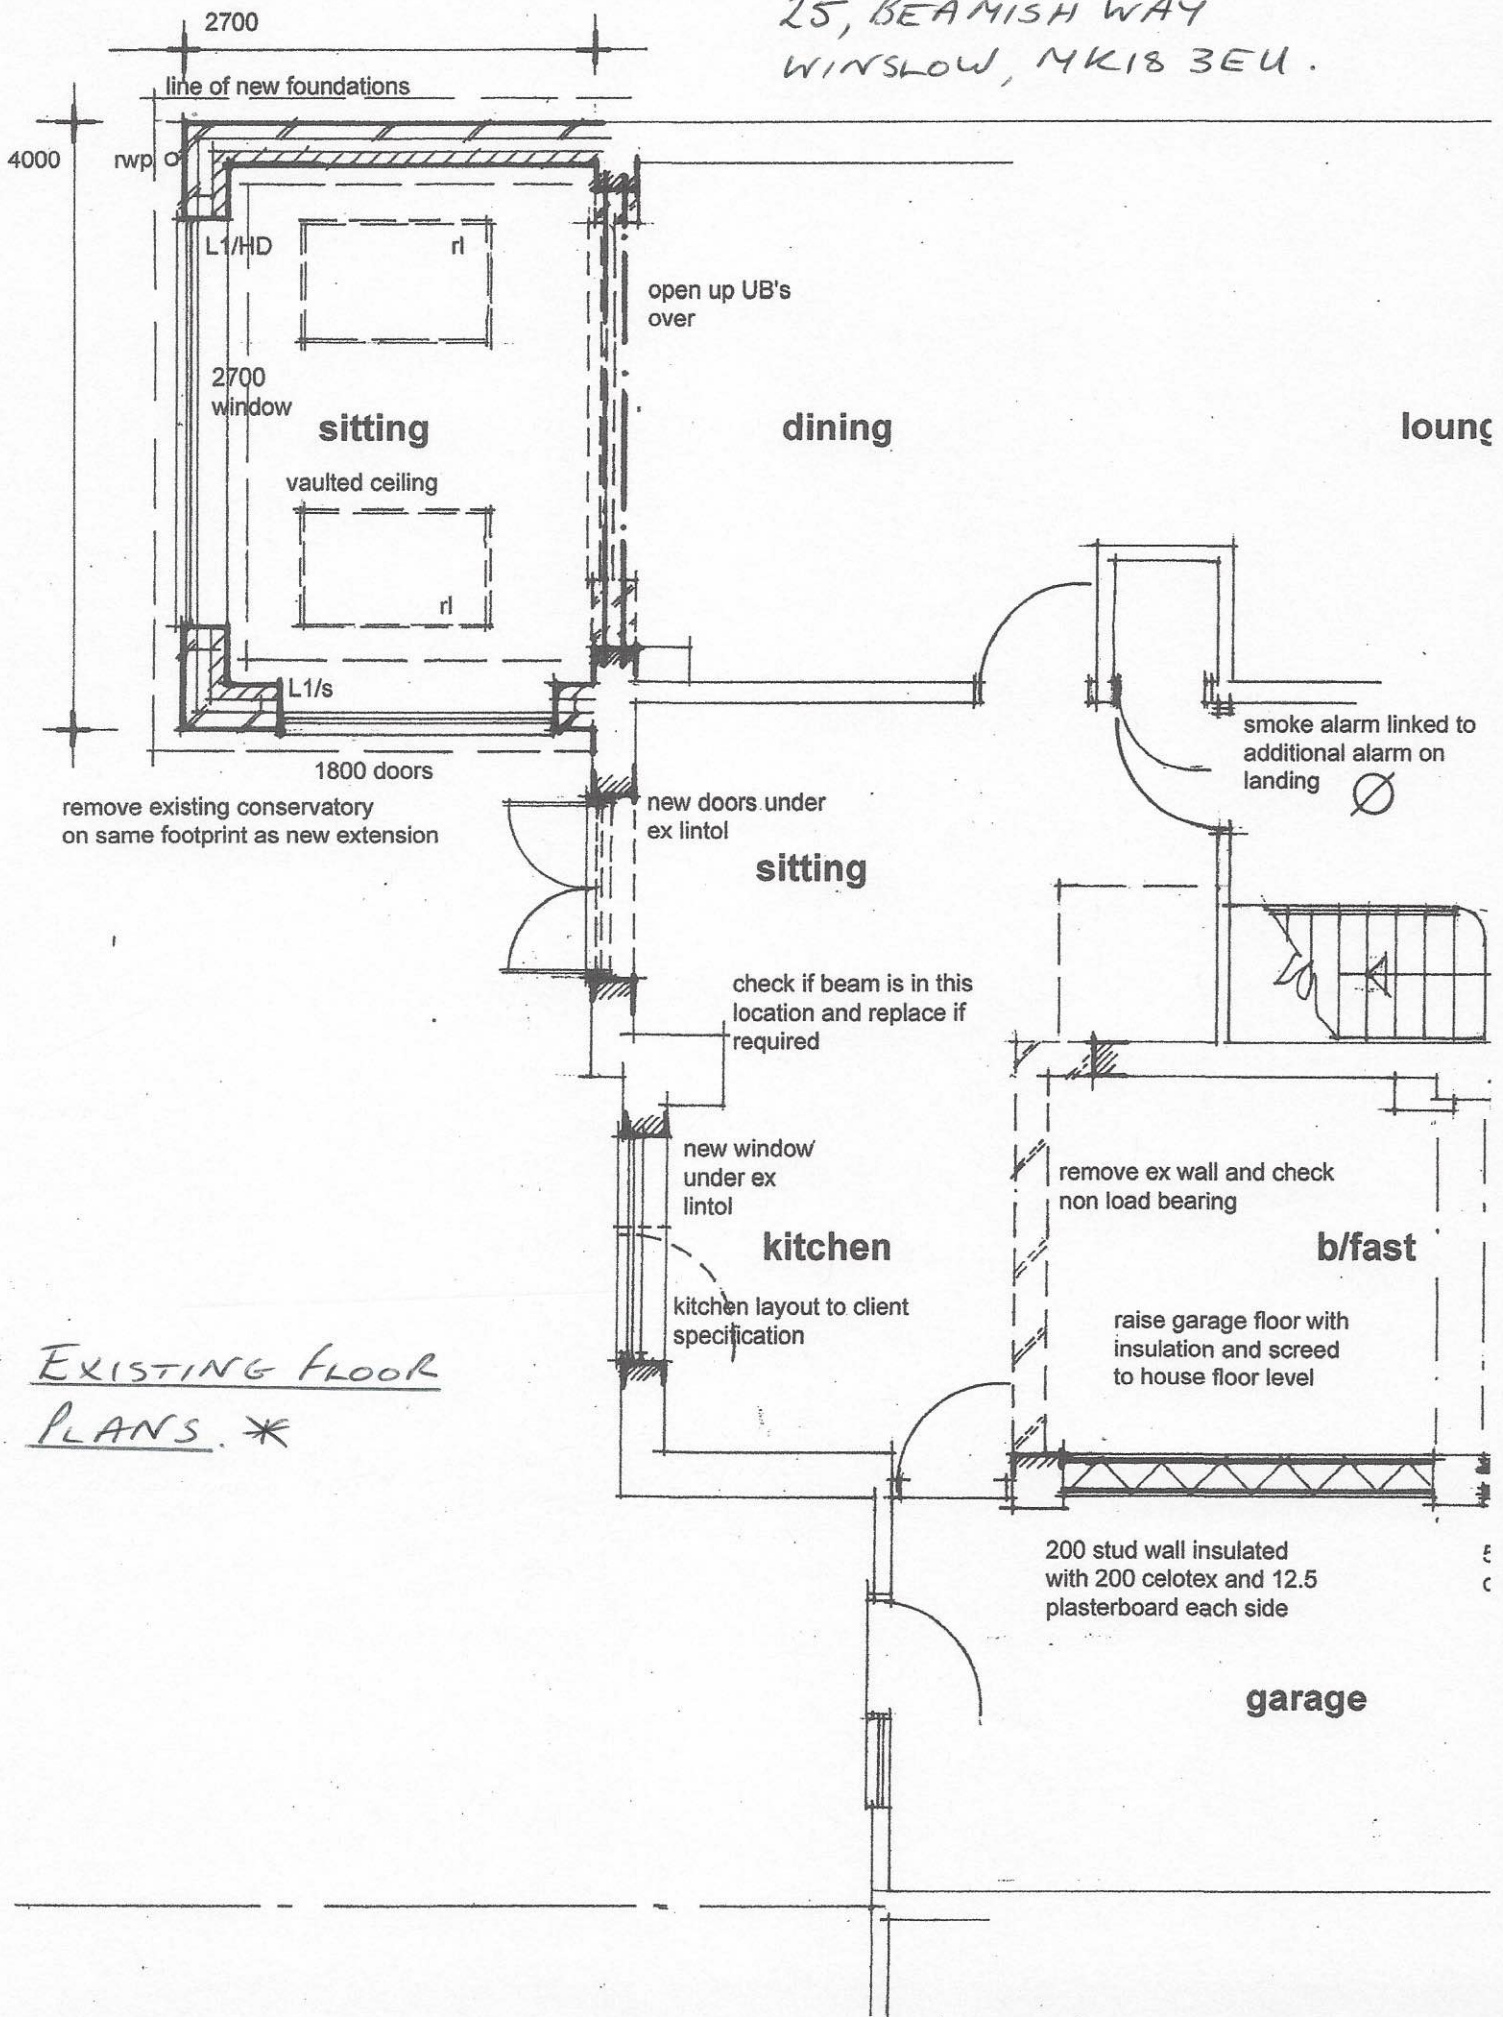 25, BEAMISH WAY
WINSLOW, MK18 3EU.
2700
line of new foundations
4000
rwp
L1/HD
rl
open up UB's
over
2700
window
sitting
dining
vaulted ceiling
rl
L1/s
1800 doors
remove existing conservatory
on same footprint as new extension
smoke alarm linked to
additional alarm on
landing
new doors under
ex lintol
sitting
check if beam is in this
location and replace if
required
new window
under ex
lintol
remove ex wall and check
non load bearing
kitchen
b/fast
kitchen layout to client
specification
raise garage floor with
insulation and screed
to house floor level
EXISTING FLOOR
PLANS. *
200 stud wall insulated
with 200 celotex and 12.5
plasterboard each side
garage